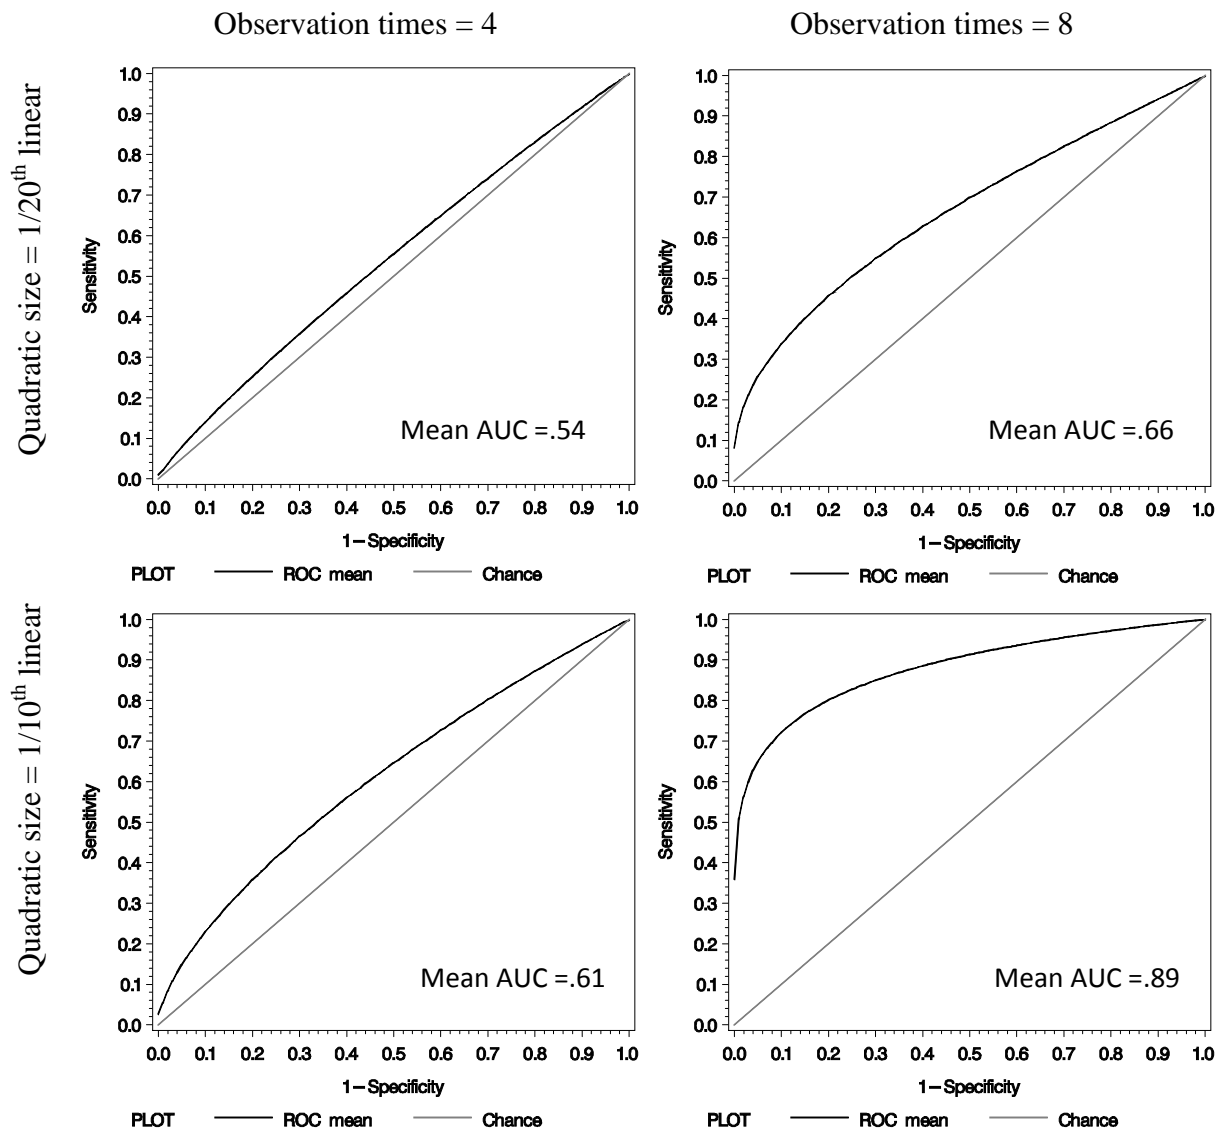 Observation times = 4
Observation times = 8
Quadratic size = 1/20th linear
1.0
0.9
0.8
0.7
0.6
0.5
0.4
0.3
0.2
0.1
0.0
Sensitivity
Mean AUC =.54
0.0 0.1 0.2 0.3 0.4 0.5 0.6 0.7 0.8 0.9 1.0
1−Specificity
PLOT ROC mean Chance
1.0
0.9
0.8
0.7
0.6
0.5
0.4
0.3
0.2
0.1
0.0
Sensitivity
Mean AUC =.66
0.0 0.1 0.2 0.3 0.4 0.5 0.6 0.7 0.8 0.9 1.0
1−Specificity
PLOT ROC mean Chance
Quadratic size = 1/10th linear
1.0
0.9
0.8
0.7
0.6
0.5
0.4
0.3
0.2
0.1
0.0
Sensitivity
Mean AUC =.61
0.0 0.1 0.2 0.3 0.4 0.5 0.6 0.7 0.8 0.9 1.0
1−Specificity
PLOT ROC mean Chance
1.0
0.9
0.8
0.7
0.6
0.5
0.4
0.3
0.2
0.1
0.0
Sensitivity
Mean AUC =.89
0.0 0.1 0.2 0.3 0.4 0.5 0.6 0.7 0.8 0.9 1.0
1−Specificity
PLOT ROC mean Chance